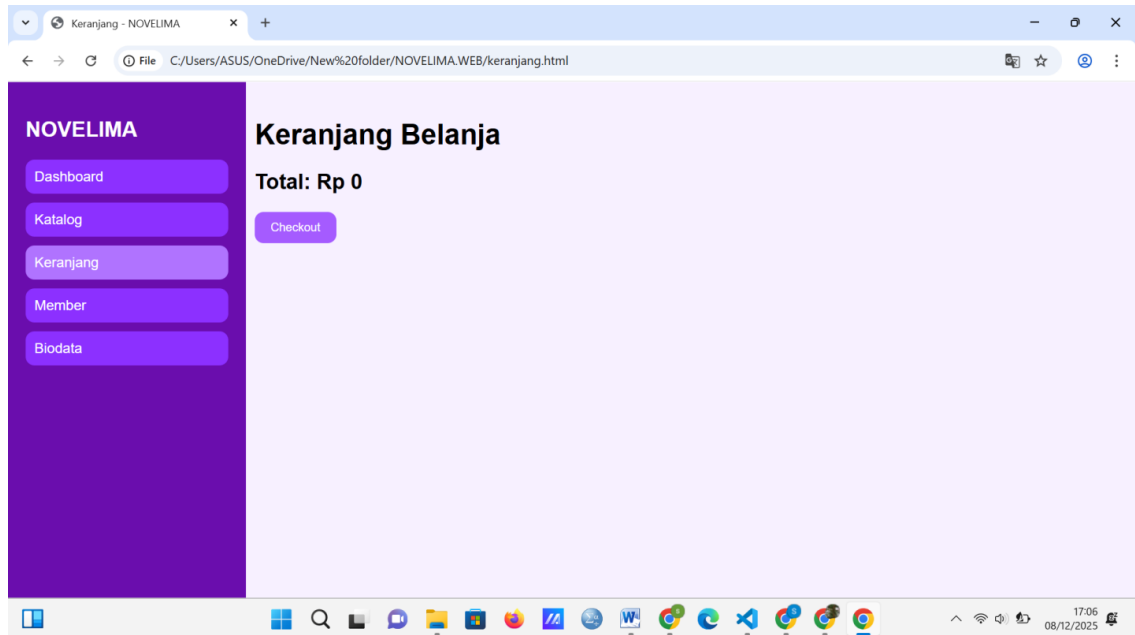 Keranjang - NOVELIMA
File C:/Users/ASUS/OneDrive/New%20folder/NOVELIMA.WEB/keranjang.html
NOVELIMA
Dashboard
Katalog
Keranjang
Member
Biodata
Keranjang Belanja
Total: Rp 0
Checkout
17:06
08/12/2025